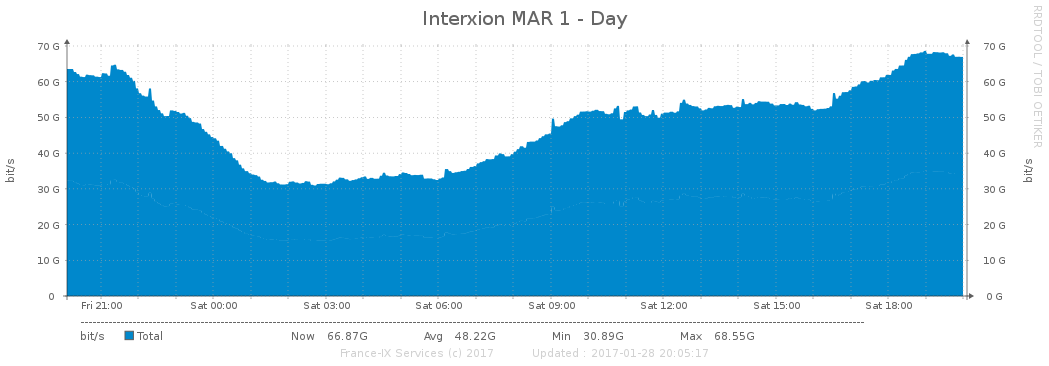 Interxion MAR 1 - Day
RRDTOOL / TOBI OETIKER
bit/s
70 G
60 G
50 G
40 G
30 G
20 G
10 G
0
70 G
60 G
50 G
40 G
30 G
20 G
10 G
0 G
bit/s
Fri 21:00 Sat 00:00 Sat 03:00 Sat 06:00 Sat 09:00 Sat 12:00 Sat 15:00 Sat 18:00
bit/s Total Now 66.87G Avg 48.22G Min 30.89G Max 68.55G
France-IX Services (c) 2017 Updated : 2017-01-28 20:05:17